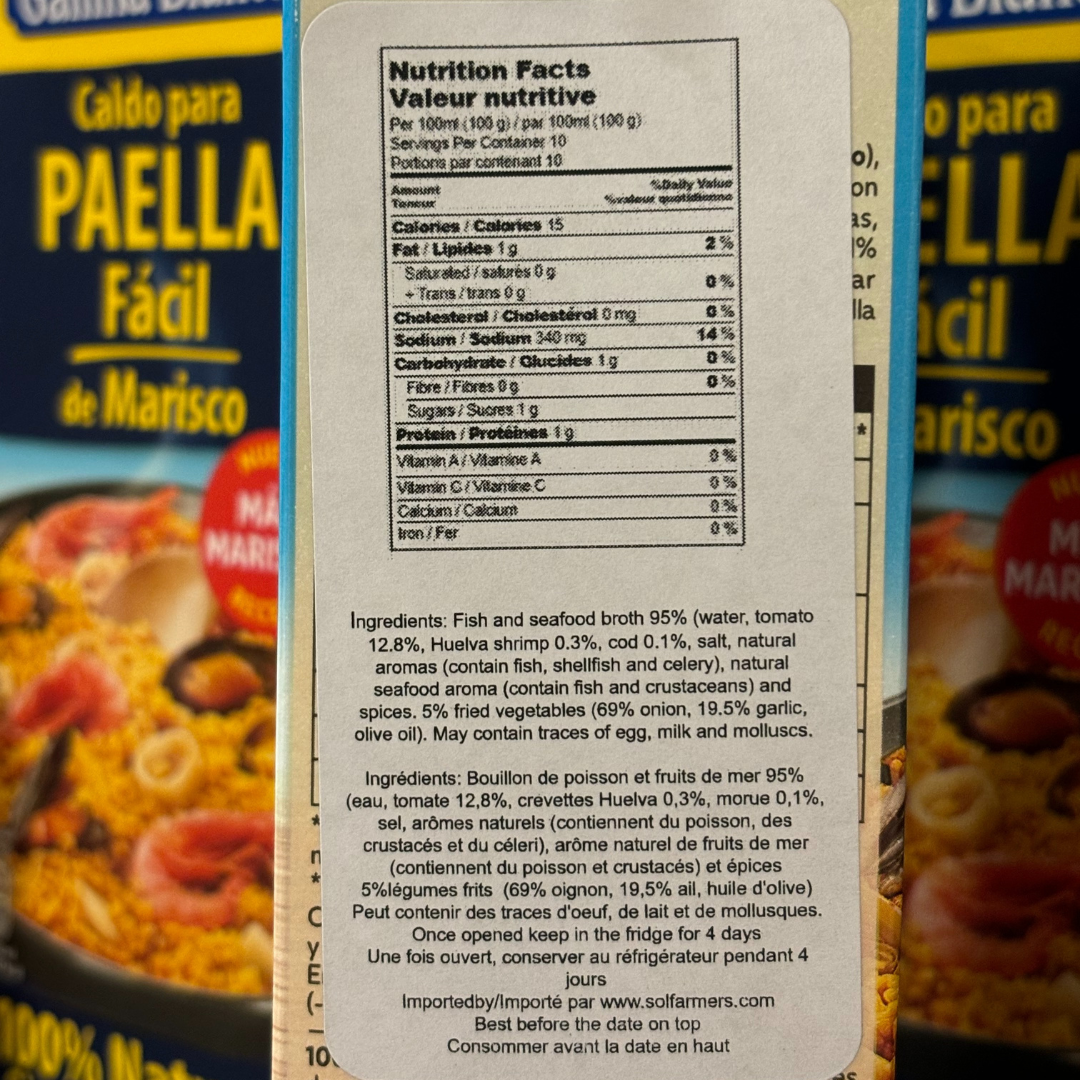 Caldo para
PAELLA
Fácil
de Marisco
100%
Nutrition Facts
Valeur nutritive
Per 100ml (100 g) / par 100ml (100 g)
Servings Per Container 10
Portions par contenant 10
Amount %Daily Value
Teneur %valeur quotidienne
Calories / Calories 15
Fat / Lipides 1 g 2 %
Saturated / saturés 0 g
+ Trans / trans 0 g 0 %
Cholesterol / Cholestérol 0 mg 0 %
Sodium / Sodium 340 mg 14 %
Carbohydrate / Glucides 1 g 0 %
Fibre / Fibres 0 g 0 %
Sugars / Sucres 1 g
Protein / Protéines 1 g
Vitamin A / Vitamine A 0 %
Vitamin C / Vitamine C 0 %
Calcium / Calcium 0 %
Iron / Fer 0 %
Ingredients: Fish and seafood broth 95% (water, tomato
12.8%, Huelva shrimp 0.3%, cod 0.1%, salt, natural
aromas (contain fish, shellfish and celery), natural
seafood aroma (contain fish and crustaceans) and
spices. 5% fried vegetables (69% onion, 19.5% garlic,
olive oil). May contain traces of egg, milk and molluscs.
Ingrédients: Bouillon de poisson et fruits de mer 95%
(eau, tomate 12,8%, crevettes Huelva 0,3%, morue 0,1%,
sel, arômes naturels (contiennent du poisson, des
crustacés et du céleri), arôme naturel de fruits de mer
(contiennent du poisson et crustacés) et épices
5%légumes frits (69% oignon, 19,5% ail, huile d'olive)
Peut contenir des traces d'oeuf, de lait et de mollusques.
Once opened keep in the fridge for 4 days
Une fois ouvert, conserver au réfrigérateur pendant 4
jours
Importedby/Importé par www.solfarmers.com
Best before the date on top
Consommer avant la date en haut
para